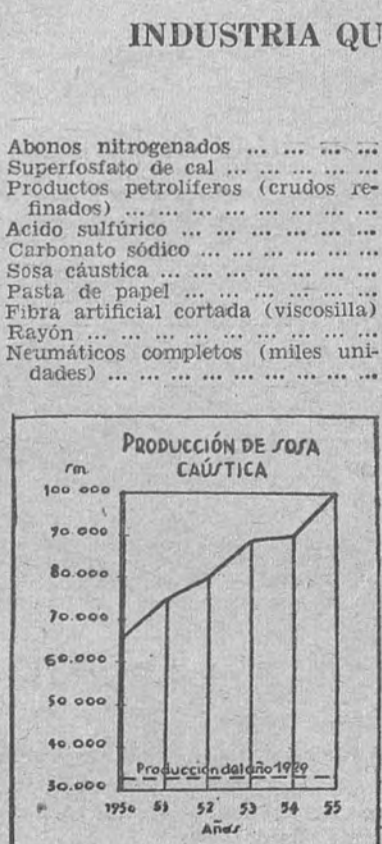 INDUSTRIA QU
Abonos nitrogenados ... ... ... ...
Superfosfato de cal ... ... ... ... ...
Productos petrolíferos (crudos re-
finados) ... ... ... ... ... ... ... ...
Acido sulfúrico ... ... ... ... ... ...
Carbonato sódico ... ... ... ... ... ...
Sosa cáustica ... ... ... ... ... ... ...
Pasta de papel ... ... ... ... ... ...
Fibra artificial cortada (viscosilla)
Rayón ... ... ... ... ... ... ... ... ...
Neumáticos completos (miles uni-
dades) ... ... ... ... ... ... ... ... ...
PRODUCCIÓN DE SOSA
CAÚSTICA
100 000
90.000
80.000
70.000
60.000
50 000
40.000
Producción del año 1929
30.000
1950 51 52 53 54 55
Años